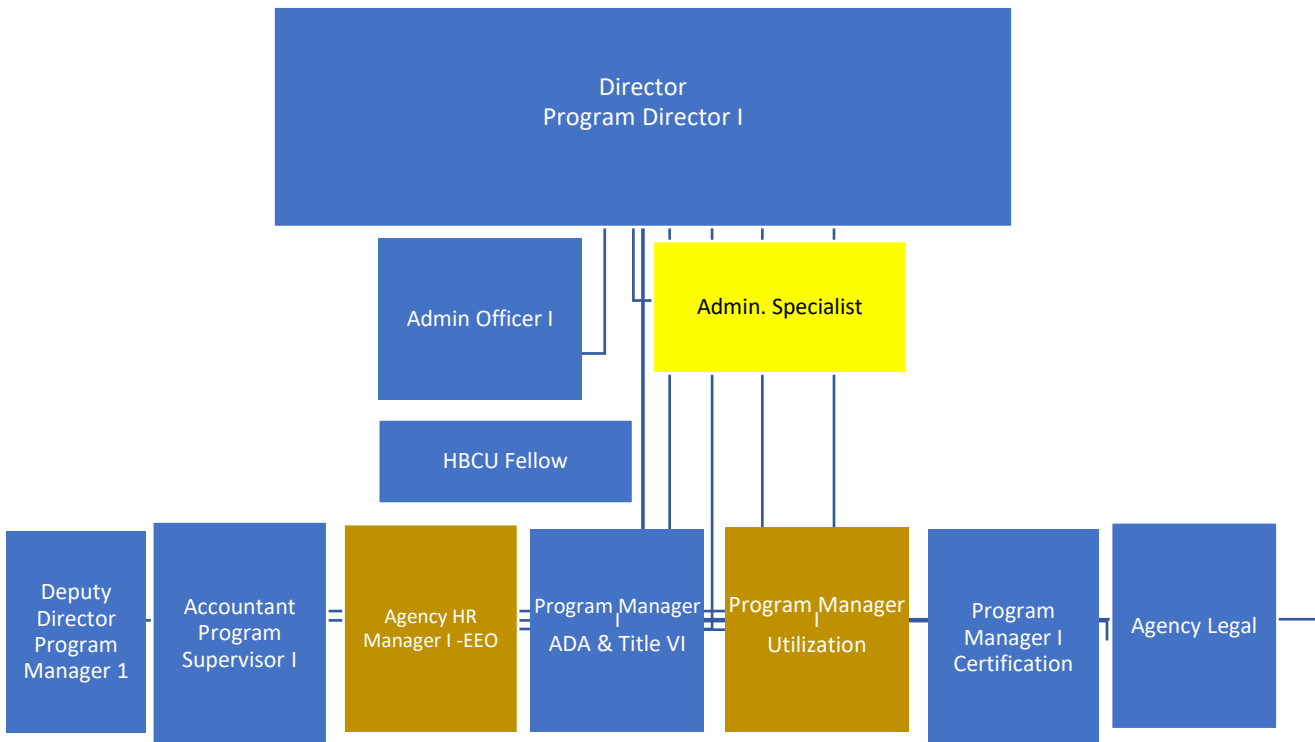 Director
Program Director I
Admin Officer I
Admin. Specialist
HBCU Fellow
Deputy
Director
Program
Manager 1
Accountant
Program
Supervisor I
Agency HR
Manager I -EEO
Program Manager
I
ADA & Title VI
Program Manager
I
Utilization
Program
Manager I
Certification
Agency Legal